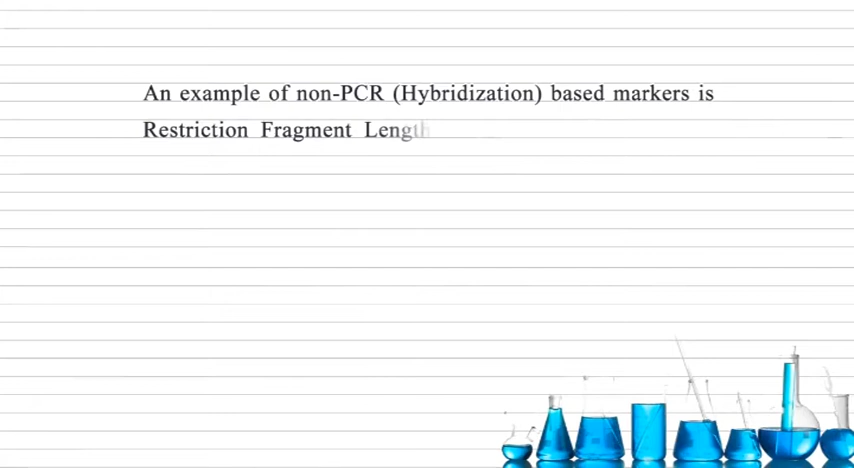 An example of non-PCR (Hybridization) based markers is
Restriction Fragment Length